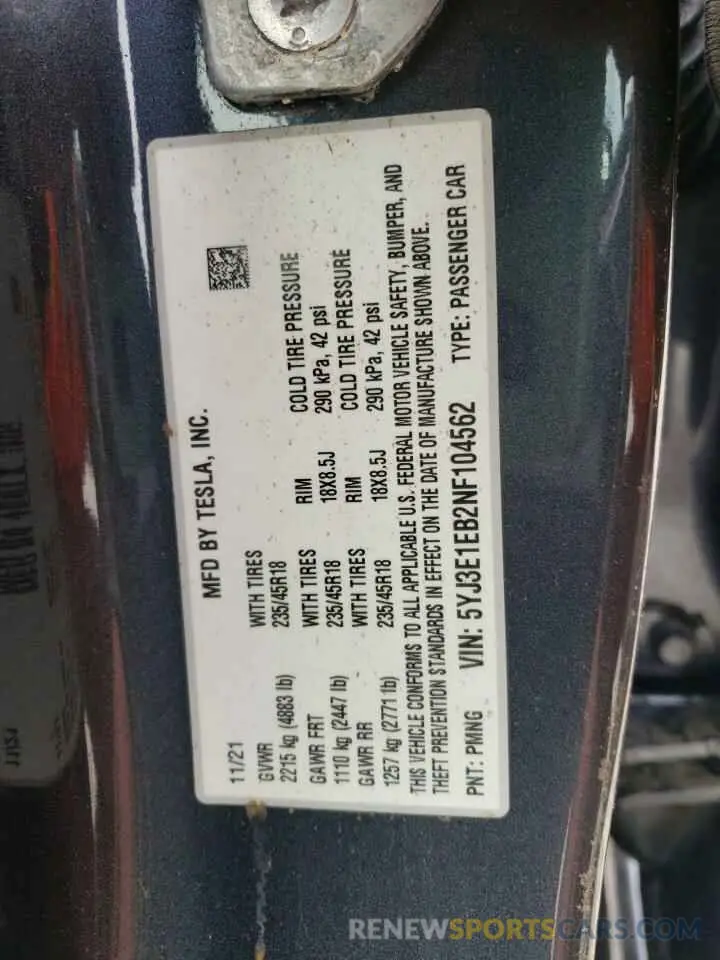 MFD BY TESLA, INC.
11/21
GVWR WITH TIRES
2215 kg (4883 lb) 235/45R18
GAWR FRT WITH TIRES RIM COLD TIRE PRESSURE
1110 kg (2447 lb) 235/45R18 18X8.5J 290 kPa, 42 psi
GAWR RR WITH TIRES RIM COLD TIRE PRESSURE
1257 kg (2771 lb) 235/45R18 18X8.5J 290 kPa, 42 psi
THIS VEHICLE CONFORMS TO ALL APPLICABLE U.S. FEDERAL MOTOR VEHICLE SAFETY, BUMPER, AND
THEFT PREVENTION STANDARDS IN EFFECT ON THE DATE OF MANUFACTURE SHOWN ABOVE.
PNT: PMNG VIN: 5YJ3E1EB2NF104562 TYPE: PASSENGER CAR
RENEWSPORTSCARS.COM